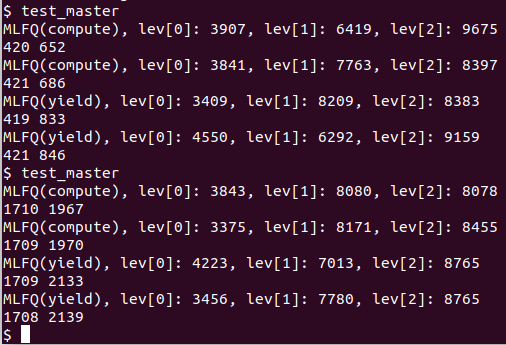 $ test_master
MLFQ(compute), lev[0]: 3907, lev[1]: 6419, lev[2]: 9675
420 652
MLFQ(compute), lev[0]: 3841, lev[1]: 7763, lev[2]: 8397
421 686
MLFQ(yield), lev[0]: 3409, lev[1]: 8209, lev[2]: 8383
419 833
MLFQ(yield), lev[0]: 4550, lev[1]: 6292, lev[2]: 9159
421 846
$ test_master
MLFQ(compute), lev[0]: 3843, lev[1]: 8080, lev[2]: 8078
1710 1967
MLFQ(compute), lev[0]: 3375, lev[1]: 8171, lev[2]: 8455
1709 1970
MLFQ(yield), lev[0]: 4223, lev[1]: 7013, lev[2]: 8765
1709 2133
MLFQ(yield), lev[0]: 3456, lev[1]: 7780, lev[2]: 8765
1708 2139
$